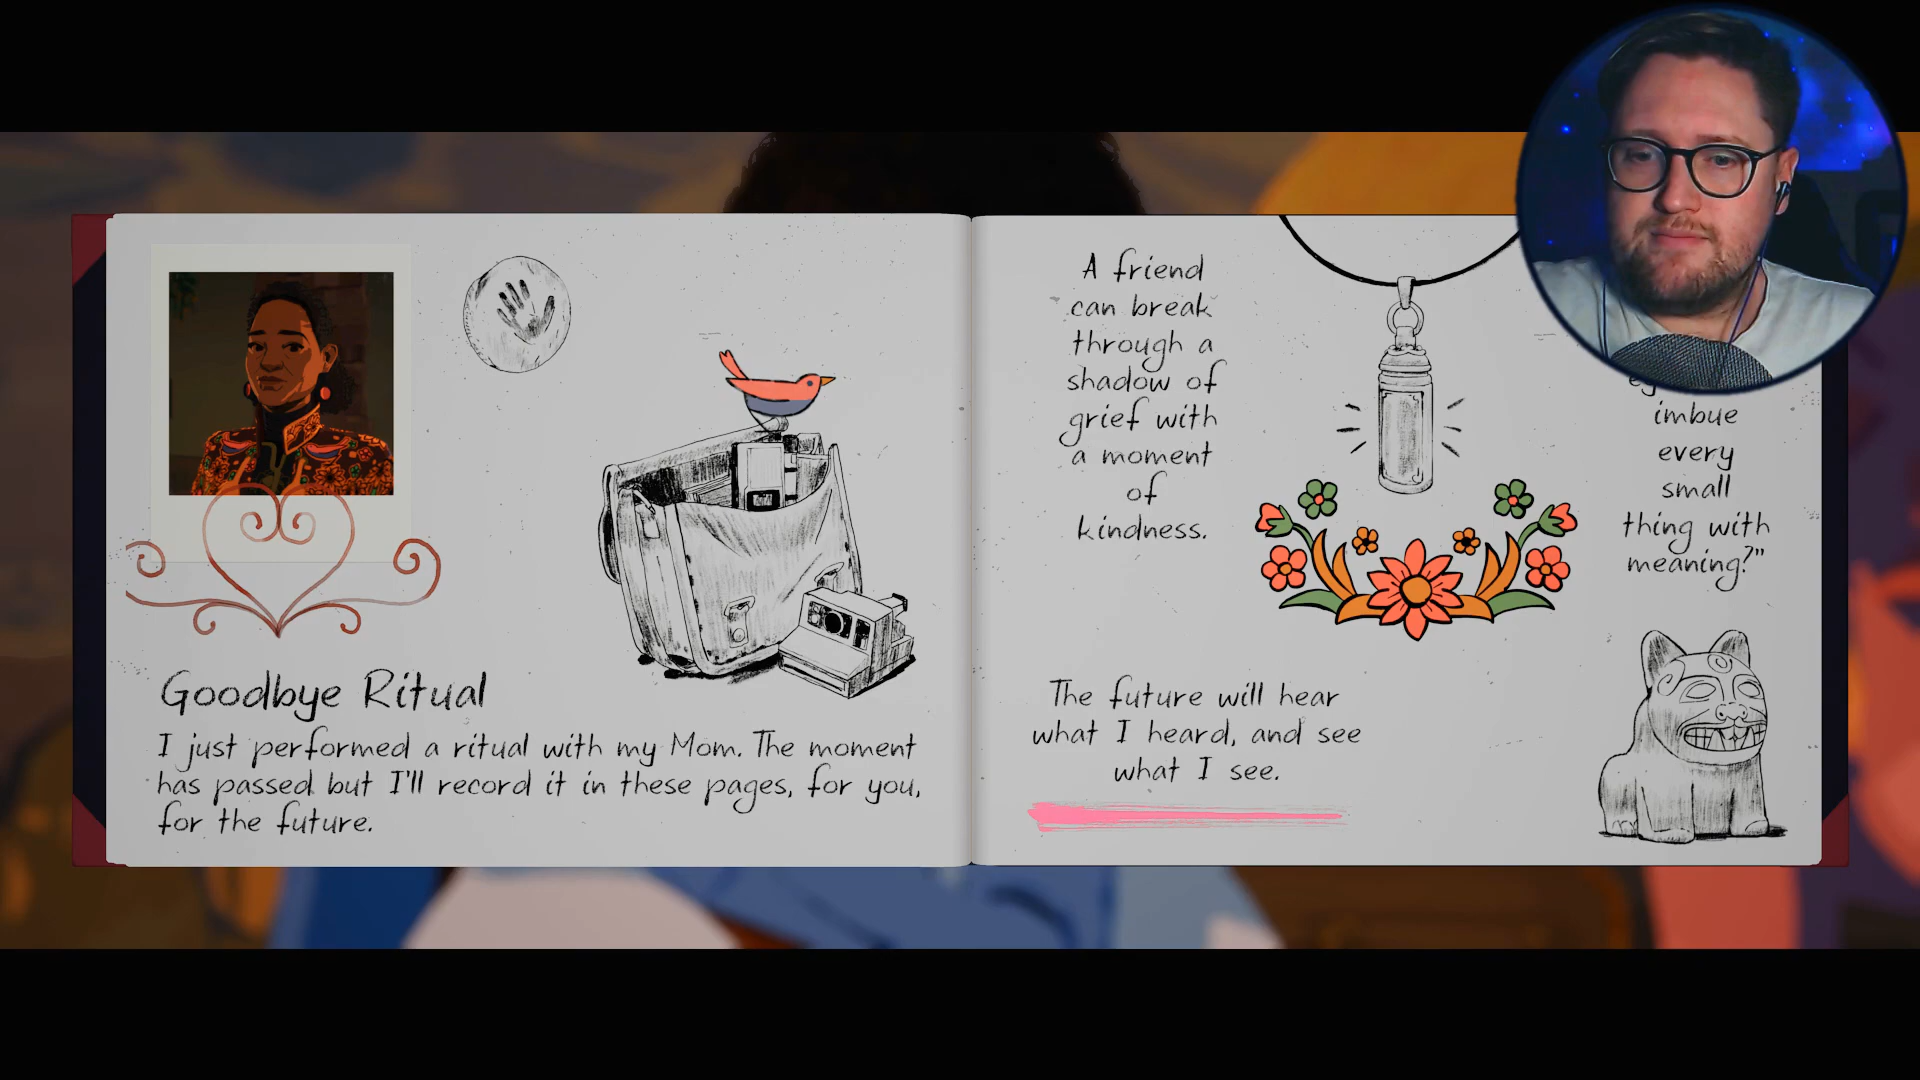 Goodbye Ritual
I just performed a ritual with my Mom. The moment
has passed but I'll record it in these pages, for you,
for the future.
A friend
can break
through a
shadow of
grief with
a moment
of
kindness.
imbue
every
small
thing with
meaning?"
The future will hear
what I heard, and see
what I see.